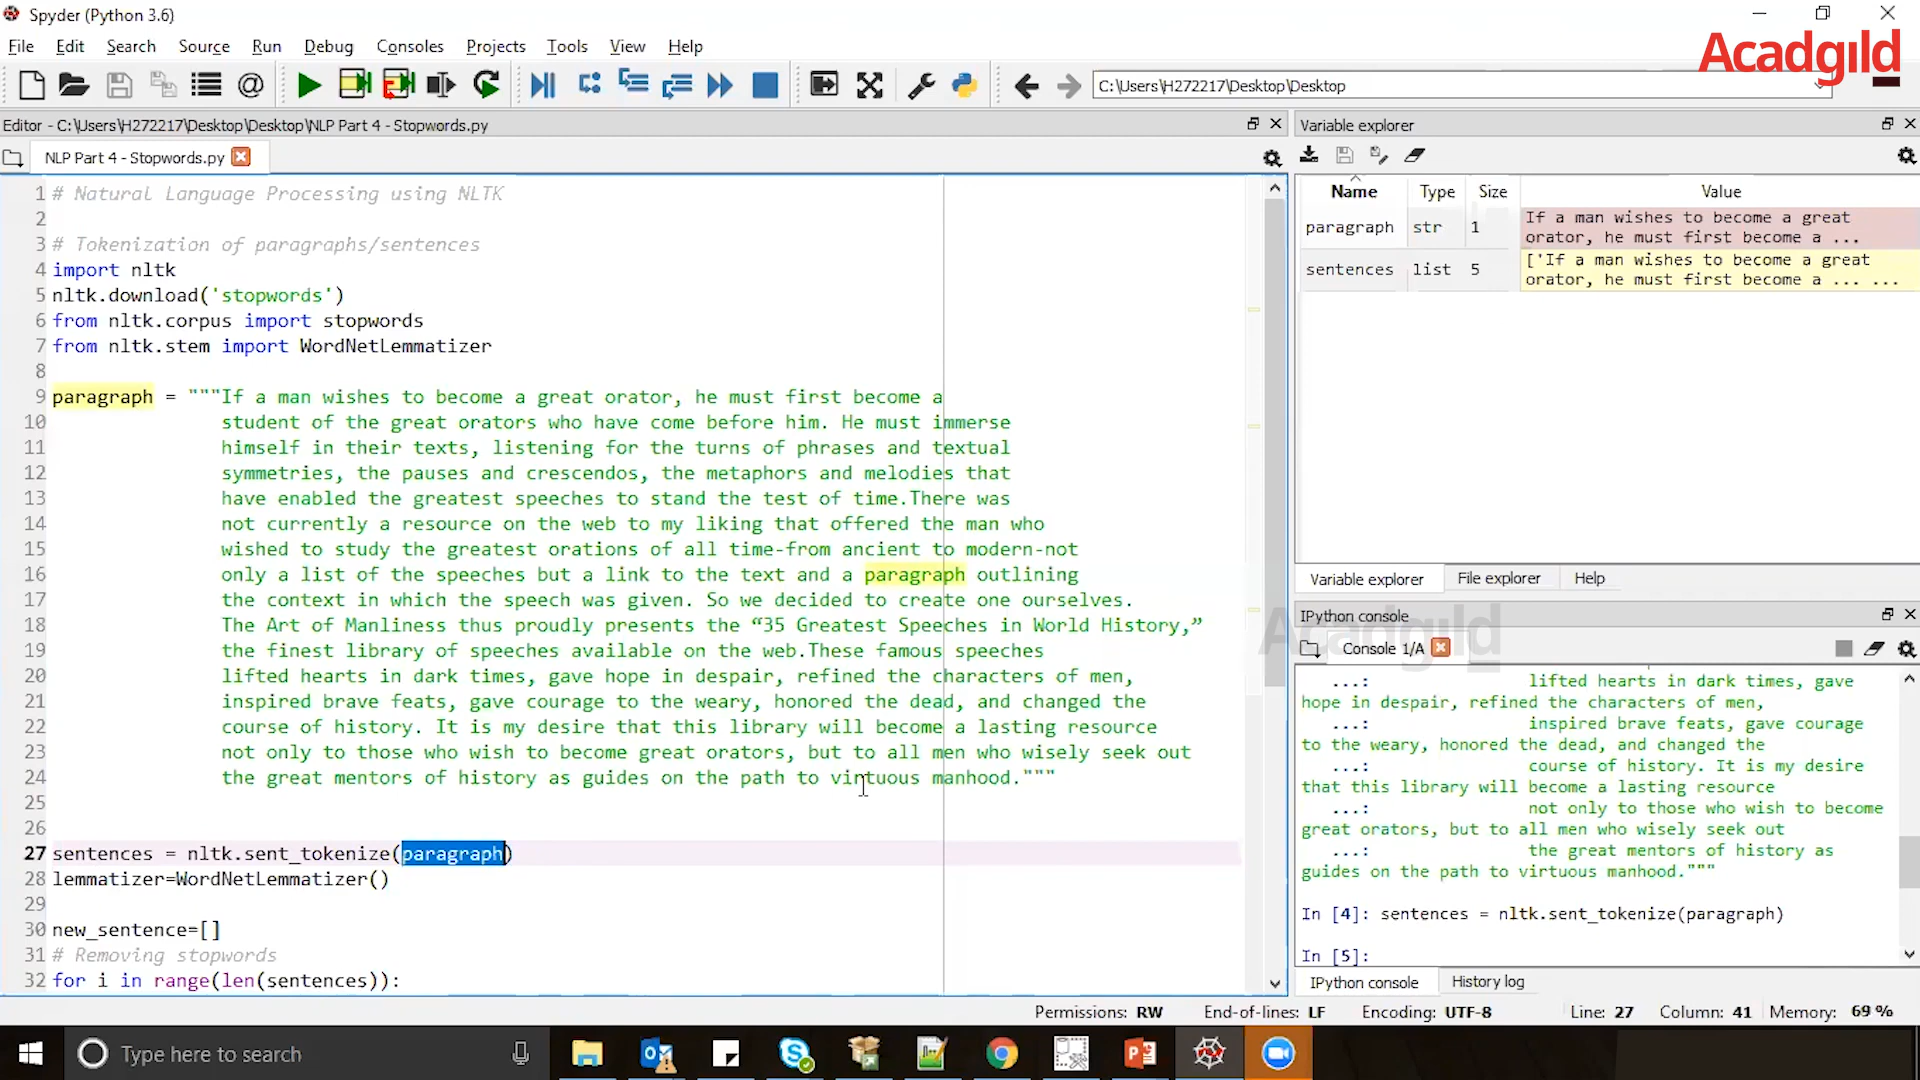 Spyder (Python 3.6)
Acadgild
File Edit Search Source Run Debug Consoles Projects Tools View Help
C:\Users\H272217\Desktop\Desktop
Editor - C:\Users\H272217\Desktop\Desktop\NLP Part 4 - Stopwords.py
NLP Part 4 - Stopwords.py
1 # Natural Language Processing using NLTK
2
3 # Tokenization of paragraphs/sentences
4 import nltk
5 nltk.download('stopwords')
6 from nltk.corpus import stopwords
7 from nltk.stem import WordNetLemmatizer
8
9 paragraph = """If a man wishes to become a great orator, he must first become a
10 student of the great orators who have come before him. He must immerse
11 himself in their texts, listening for the turns of phrases and textual
12 symmetries, the pauses and crescendos, the metaphors and melodies that
13 have enabled the greatest speeches to stand the test of time.There was
14 not currently a resource on the web to my liking that offered the man who
15 wished to study the greatest orations of all time-from ancient to modern-not
16 only a list of the speeches but a link to the text and a paragraph outlining
17 the context in which the speech was given. So we decided to create one ourselves.
18 The Art of Manliness thus proudly presents the “35 Greatest Speeches in World History,”
19 the finest library of speeches available on the web.These famous speeches
20 lifted hearts in dark times, gave hope in despair, refined the characters of men,
21 inspired brave feats, gave courage to the weary, honored the dead, and changed the
22 course of history. It is my desire that this library will become a lasting resource
23 not only to those who wish to become great orators, but to all men who wisely seek out
24 the great mentors of history as guides on the path to virtuous manhood."""
25
26
27 sentences = nltk.sent_tokenize(paragraph)
28 lemmatizer=WordNetLemmatizer()
29
30 new_sentence=[]
31 # Removing stopwords
32 for i in range(len(sentences)):
Variable explorer
Name Type Size Value
paragraph str 1 If a man wishes to become a great
orator, he must first become a ...
sentences list 5 ['If a man wishes to become a great
orator, he must first become a ... ...
Variable explorer File explorer Help
IPython console
Acadgild
Console 1/A
...: lifted hearts in dark times, gave
hope in despair, refined the characters of men,
...: inspired brave feats, gave courage
to the weary, honored the dead, and changed the
...: course of history. It is my desire
that this library will become a lasting resource
...: not only to those who wish to become
great orators, but to all men who wisely seek out
...: the great mentors of history as
guides on the path to virtuous manhood."""
In [4]: sentences = nltk.sent_tokenize(paragraph)
In [5]:
IPython console History log
Permissions: RW End-of-lines: LF Encoding: UTF-8 Line: 27 Column: 41 Memory: 69 %
Type here to search